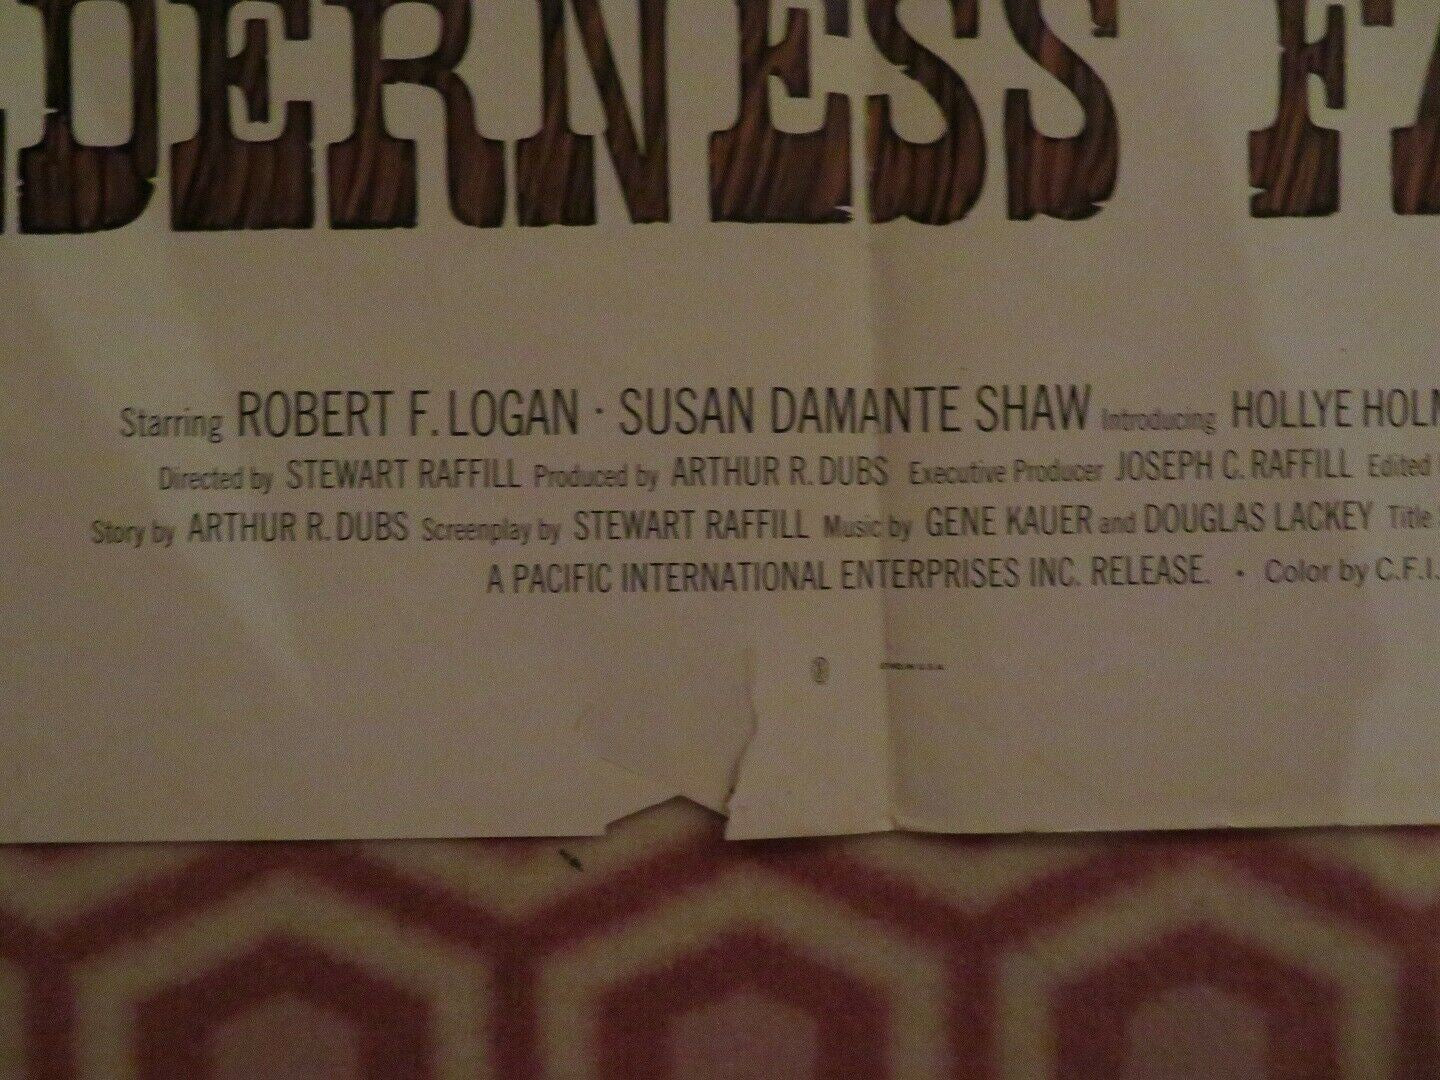 DERNESS FA
Starring ROBERT F. LOGAN · SUSAN DAMANTE SHAW Introducing HOLLYE HOLM
Directed by STEWART RAFFILL Produced by ARTHUR R. DUBS Executive Producer JOSEPH C. RAFFILL Edited
Story by ARTHUR R. DUBS Screenplay by STEWART RAFFILL Music by GENE KAUER and DOUGLAS LACKEY Title
A PACIFIC INTERNATIONAL ENTERPRISES INC. RELEASE. · Color by C.F.I.